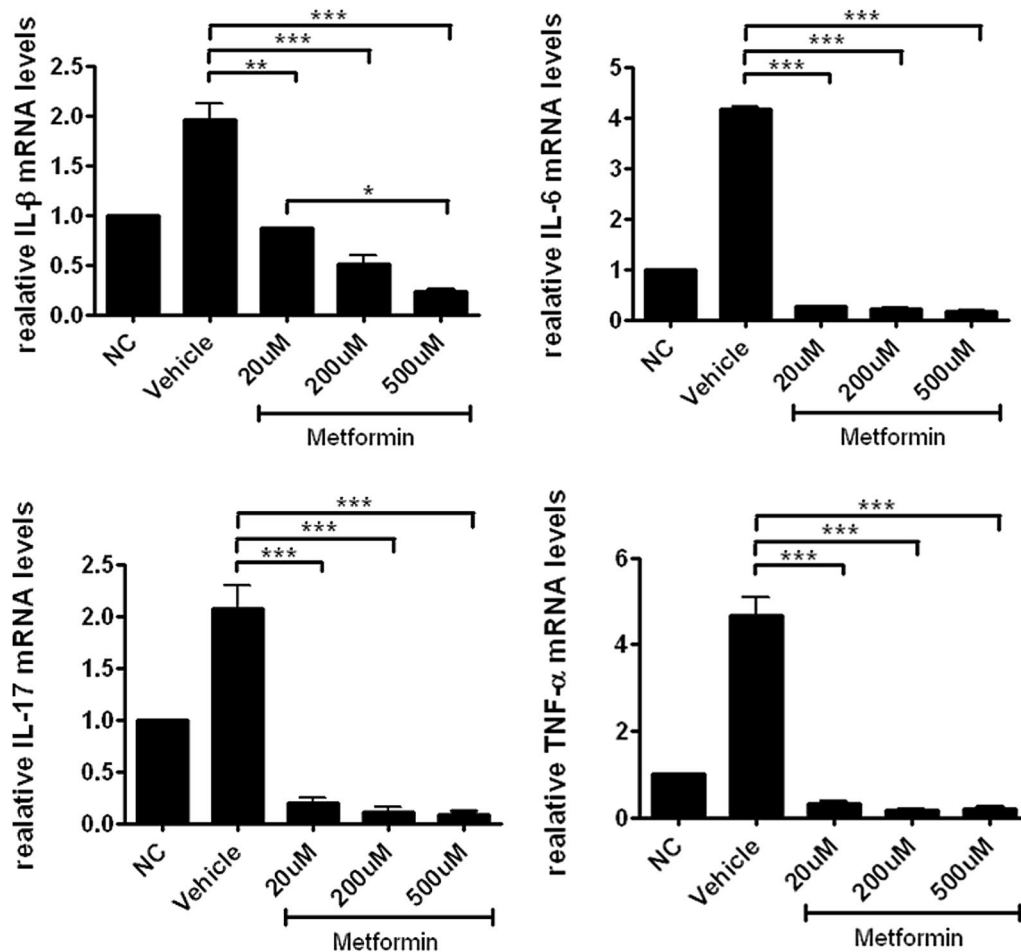 realative IL-β mRNA levels
***
***
**
*
2.5
2.0
1.5
1.0
0.5
0.0
NC
Vehicle
20uM
200uM
500uM
Metformin
realative IL-6 mRNA levels
***
***
***
5
4
3
2
1
0
NC
Vehicle
20uM
200uM
500uM
Metformin
realative IL-17 mRNA levels
***
***
***
2.5
2.0
1.5
1.0
0.5
0.0
NC
Vehicle
20uM
200uM
500uM
Metformin
realative TNF-α mRNA levels
***
***
***
6
4
2
0
NC
Vehicle
20uM
200uM
500uM
Metformin